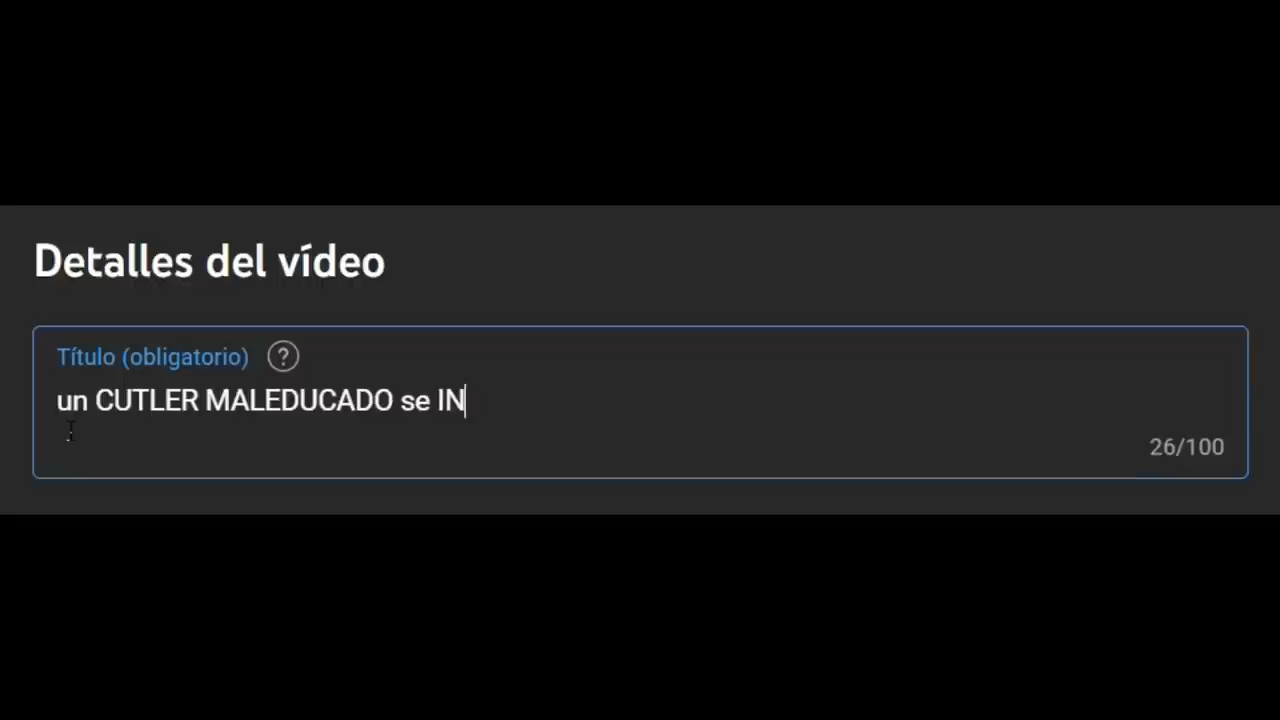 Detalles del vídeo
Título (obligatorio) ?
un CUTLER MALEDUCADO se IN
26/100